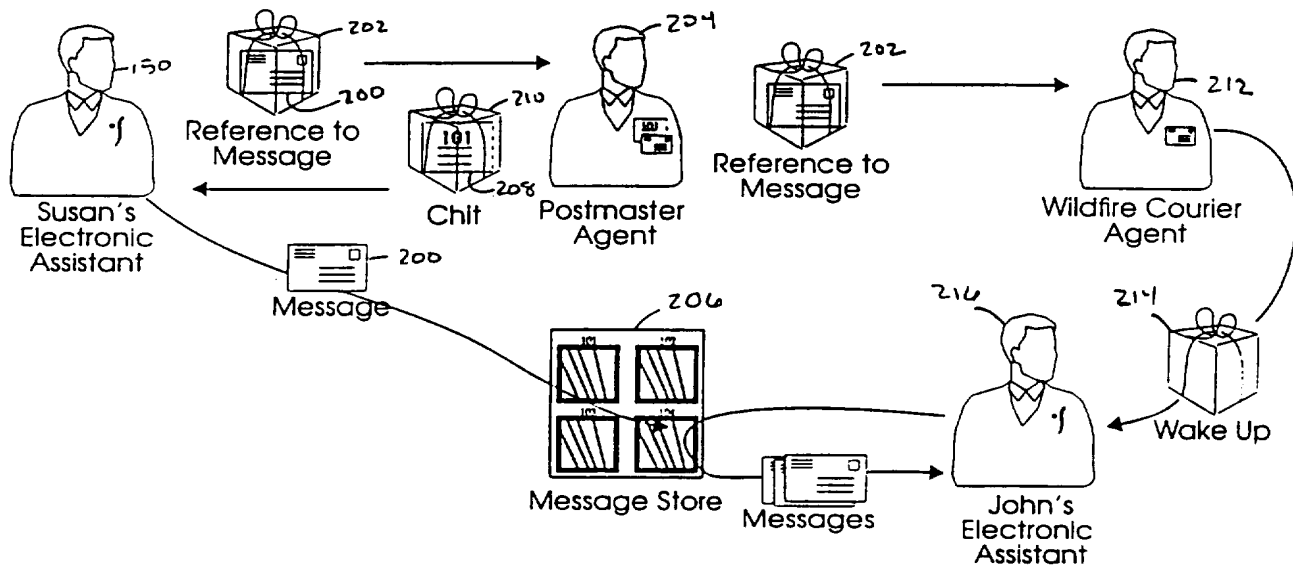 202
204
202
150
200
210
212
Reference to
Message
101
101
208
Susan's
Electronic
Assistant
Chit
Postmaster
Agent
Reference to
Message
Wildfire Courier
Agent
200
Message
206
216
214
Wake Up
Message Store
Messages
John's
Electronic
Assistant